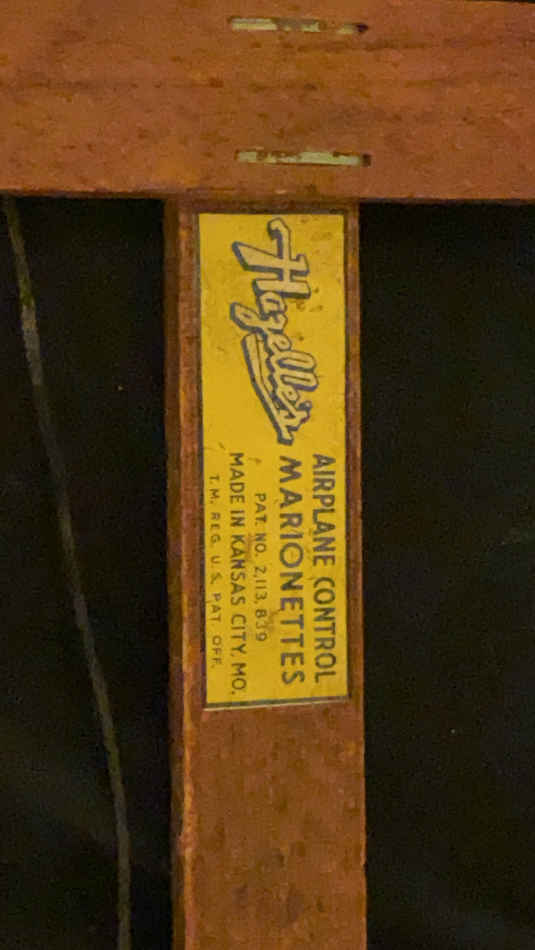 Hazelle's
AIRPLANE CONTROL
MARIONETTES
PAT. NO. 2,113,839
MADE IN KANSAS CITY, MO.
T.M. REG. U.S. PAT. OFF.